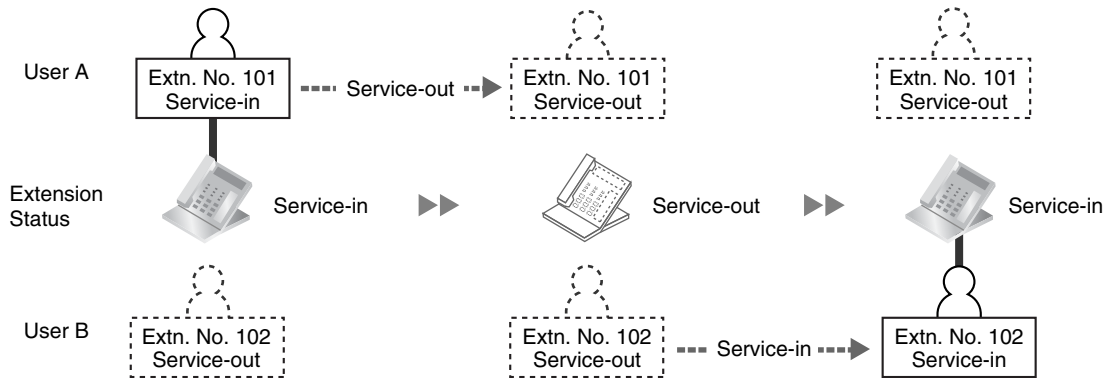 User A
Extn. No. 101
Service-in
Service-out
Extn. No. 101
Service-out
Extn. No. 101
Service-out
Extension
Status
Service-in
Service-out
Service-in
User B
Extn. No. 102
Service-out
Extn. No. 102
Service-out
Service-in
Extn. No. 102
Service-in